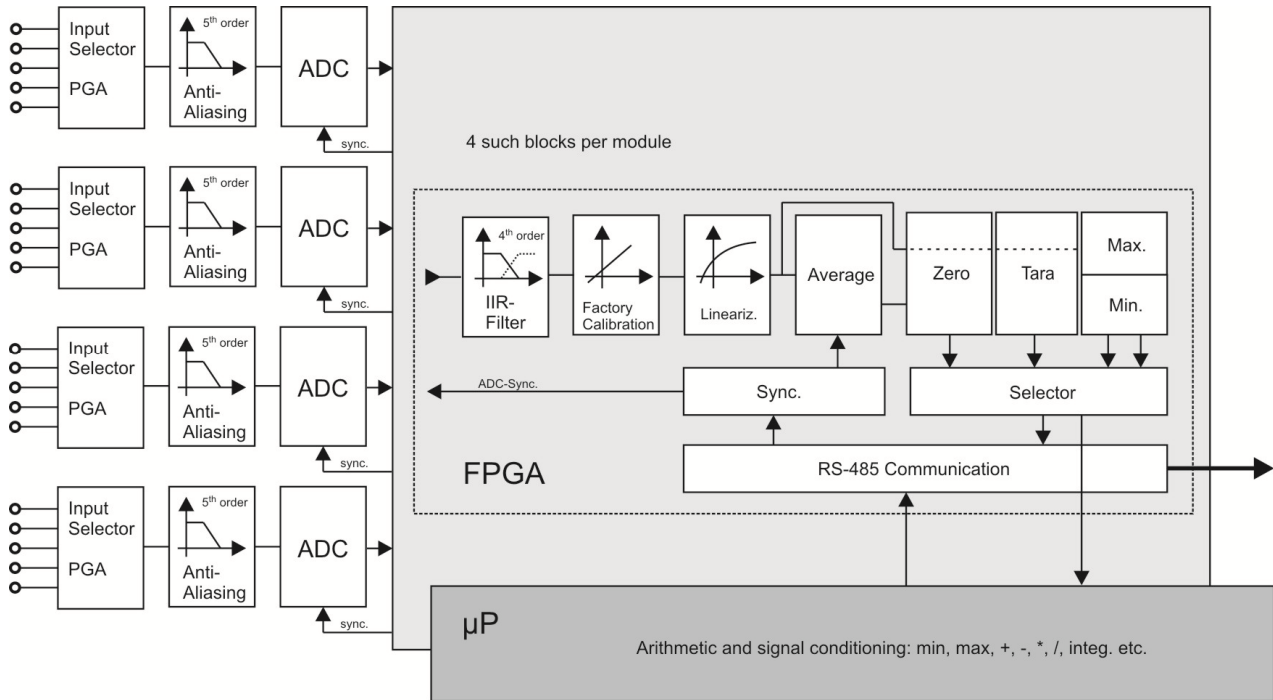 Input
Selector
PGA
5th order
Anti-
Aliasing
ADC
sync.
Input
Selector
PGA
5th order
Anti-
Aliasing
ADC
sync.
Input
Selector
PGA
5th order
Anti-
Aliasing
ADC
sync.
Input
Selector
PGA
5th order
Anti-
Aliasing
ADC
sync.
4 such blocks per module
4th order
IIR-
Filter
Factory
Calibration
Lineariz.
Average
Zero
Tara
Max.
Min.
ADC-Sync.
Sync.
Selector
FPGA
RS-485 Communication
µP
Arithmetic and signal conditioning: min, max, +, -, *, /, integ. etc.